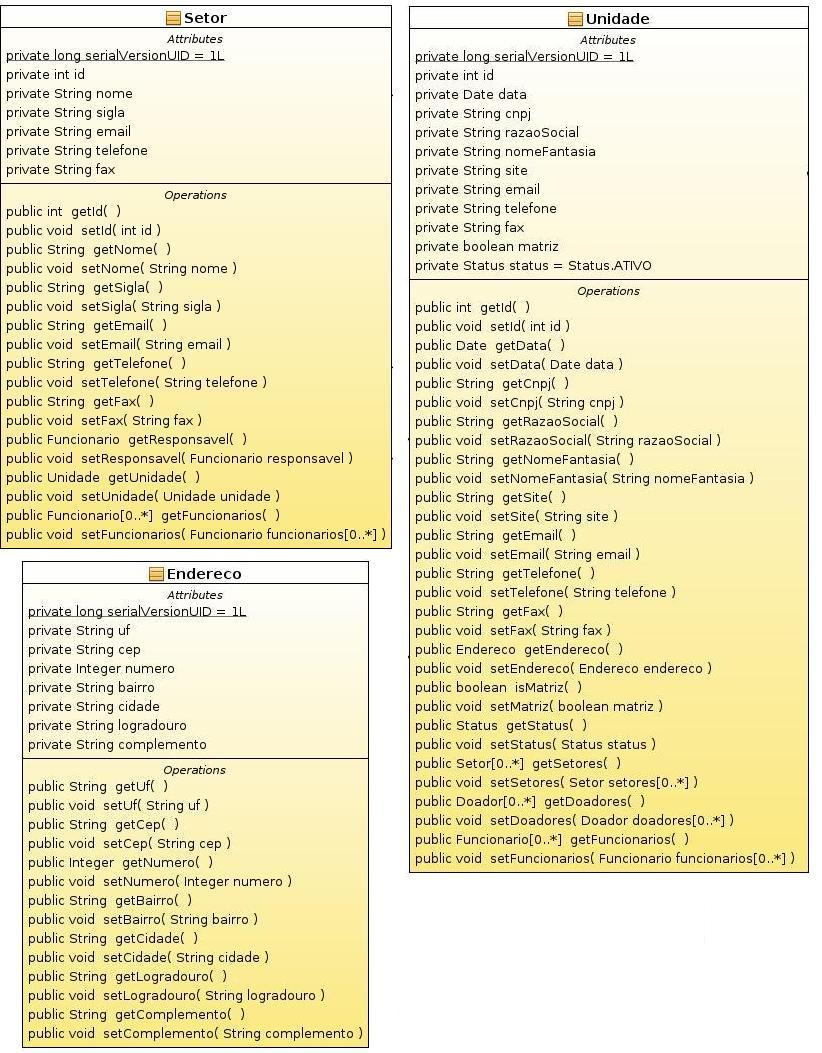 Setor
Attributes
private long serialVersionUID = 1L
private int id
private String nome
private String sigla
private String email
private String telefone
private String fax
Operations
public int  getId(  )
public void  setId( int id )
public String  getNome(  )
public void  setNome( String nome )
public String  getSigla(  )
public void  setSigla( String sigla )
public String  getEmail(  )
public void  setEmail( String email )
public String  getTelefone(  )
public void  setTelefone( String telefone )
public String  getFax(  )
public void  setFax( String fax )
public Funcionario  getResponsavel(  )
public void  setResponsavel( Funcionario responsavel )
public Unidade  getUnidade(  )
public void  setUnidade( Unidade unidade )
public Funcionario[0..*]  getFuncionarios(  )
public void  setFuncionarios( Funcionario funcionarios[0..*] )
Endereco
Attributes
private long serialVersionUID = 1L
private String uf
private String cep
private Integer numero
private String bairro
private String cidade
private String logradouro
private String complemento
Operations
public String  getUf(  )
public void  setUf( String uf )
public String  getCep(  )
public void  setCep( String cep )
public Integer  getNumero(  )
public void  setNumero( Integer numero )
public String  getBairro(  )
public void  setBairro( String bairro )
public String  getCidade(  )
public void  setCidade( String cidade )
public String  getLogradouro(  )
public void  setLogradouro( String logradouro )
public String  getComplemento(  )
public void  setComplemento( String complemento )
Unidade
Attributes
private long serialVersionUID = 1L
private int id
private Date data
private String cnpj
private String razaoSocial
private String nomeFantasia
private String site
private String email
private String telefone
private String fax
private boolean matriz
private Status status = Status.ATIVO
Operations
public int  getId(  )
public void  setId( int id )
public Date  getData(  )
public void  setData( Date data )
public String  getCnpj(  )
public void  setCnpj( String cnpj )
public String  getRazaoSocial(  )
public void  setRazaoSocial( String razaoSocial )
public String  getNomeFantasia(  )
public void  setNomeFantasia( String nomeFantasia )
public String  getSite(  )
public void  setSite( String site )
public String  getEmail(  )
public void  setEmail( String email )
public String  getTelefone(  )
public void  setTelefone( String telefone )
public String  getFax(  )
public void  setFax( String fax )
public Endereco  getEndereco(  )
public void  setEndereco( Endereco endereco )
public boolean  isMatriz(  )
public void  setMatriz( boolean matriz )
public Status  getStatus(  )
public void  setStatus( Status status )
public Setor[0..*]  getSetores(  )
public void  setSetores( Setor setores[0..*] )
public Doador[0..*]  getDoadores(  )
public void  setDoadores( Doador doadores[0..*] )
public Funcionario[0..*]  getFuncionarios(  )
public void  setFuncionarios( Funcionario funcionarios[0..*] )